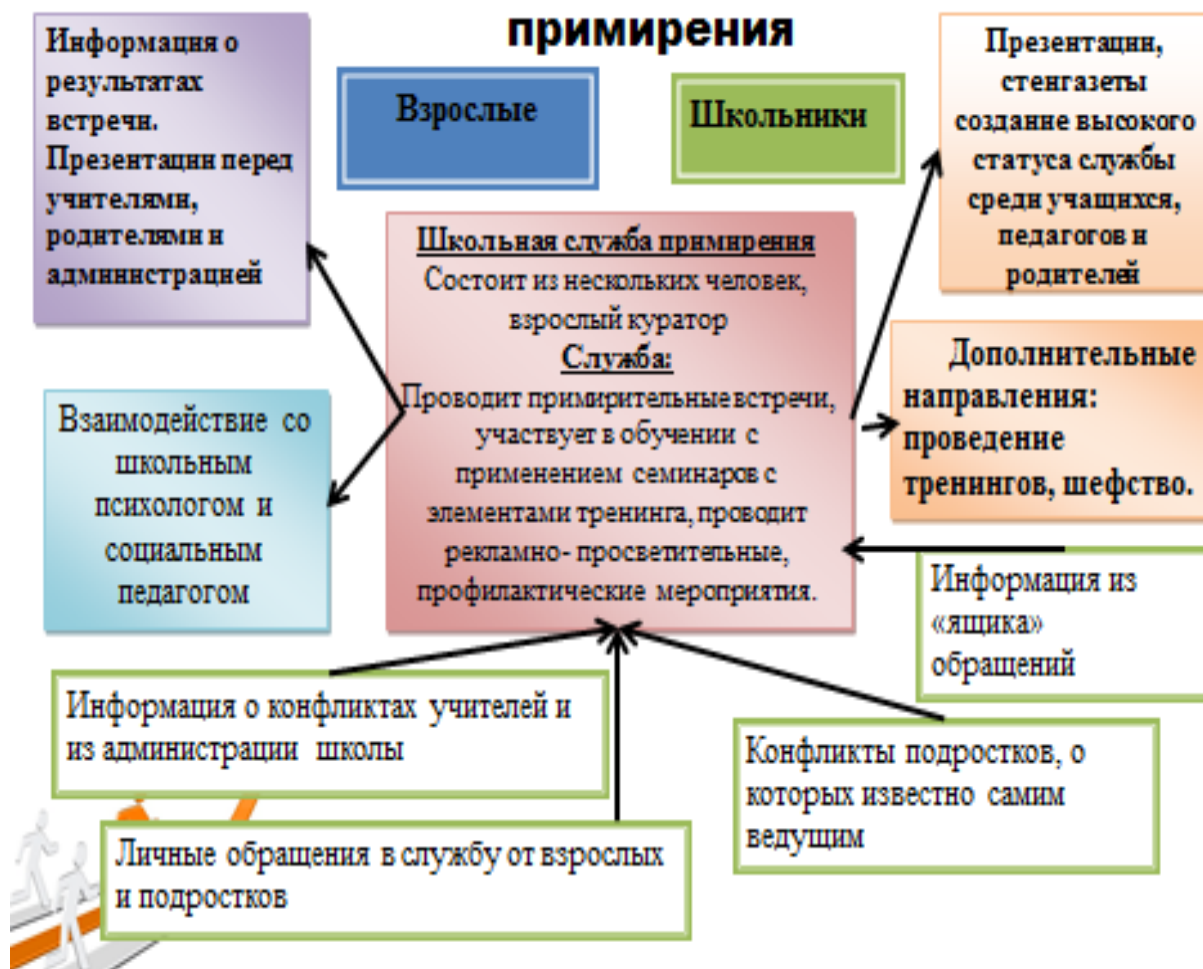 примирения
Информация о
результатах
встречи.
Презентации перед
учителями,
родителями и
администрацией
Взрослые
Школьники
Презентации,
стенгазеты
создание высокого
статуса службы
среди учащихся,
педагогов и
родителей
Школьная служба примирения
Состоит из нескольких человек,
взрослый куратор
Служба:
Проводит примирительные встречи,
участвует в обучении с
применением семинаров с
элементами тренинга, проводит
рекламно- просветительные,
профилактические мероприятия.
Дополнительные
направления:
проведение
тренингов, шефство.
Взаимодействие со
школьным
психологом и
социальным
педагогом
Информация из
«ящика»
обращений
Информация о конфликтах учителей и
из администрации школы
Конфликты подростков, о
которых известно самим
ведущим
Личные обращения в службу от взрослых
и подростков